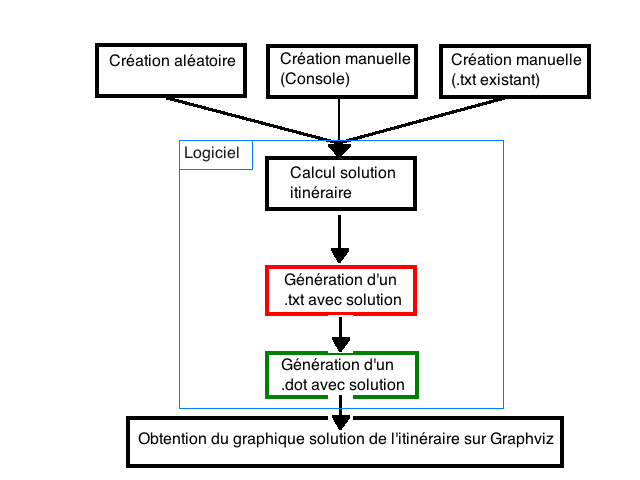 Création aléatoire
Création manuelle
(Console)
Création manuelle
(.txt existant)
Logiciel
Calcul solution
itinéraire
Génération d'un
.txt avec solution
Génération d'un
.dot avec solution
Obtention du graphique solution de l'itinéraire sur Graphviz